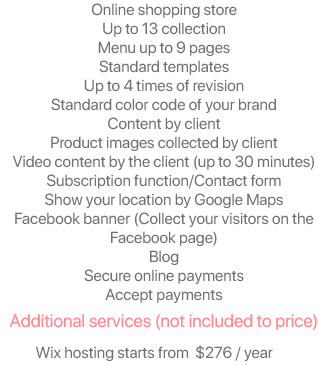 Online shopping store
Up to 13 collection
Menu up to 9 pages
Standard templates
Up to 4 times of revision
Standard color code of your brand
Content by client
Product images collected by client
Video content by the client (up to 30 minutes)
Subscription function/Contact form
Show your location by Google Maps
Facebook banner (Collect your visitors on the
Facebook page)
Blog
Secure online payments
Accept payments
Additional services (not included to price)
Wix hosting starts from $276 / year